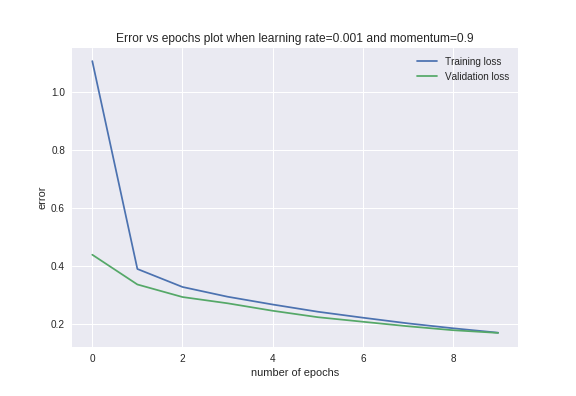 Error vs epochs plot when learning rate=0.001 and momentum=0.9
Training loss
Validation loss
1.0
0.8
0.6
0.4
0.2
error
0 2 4 6 8
number of epochs